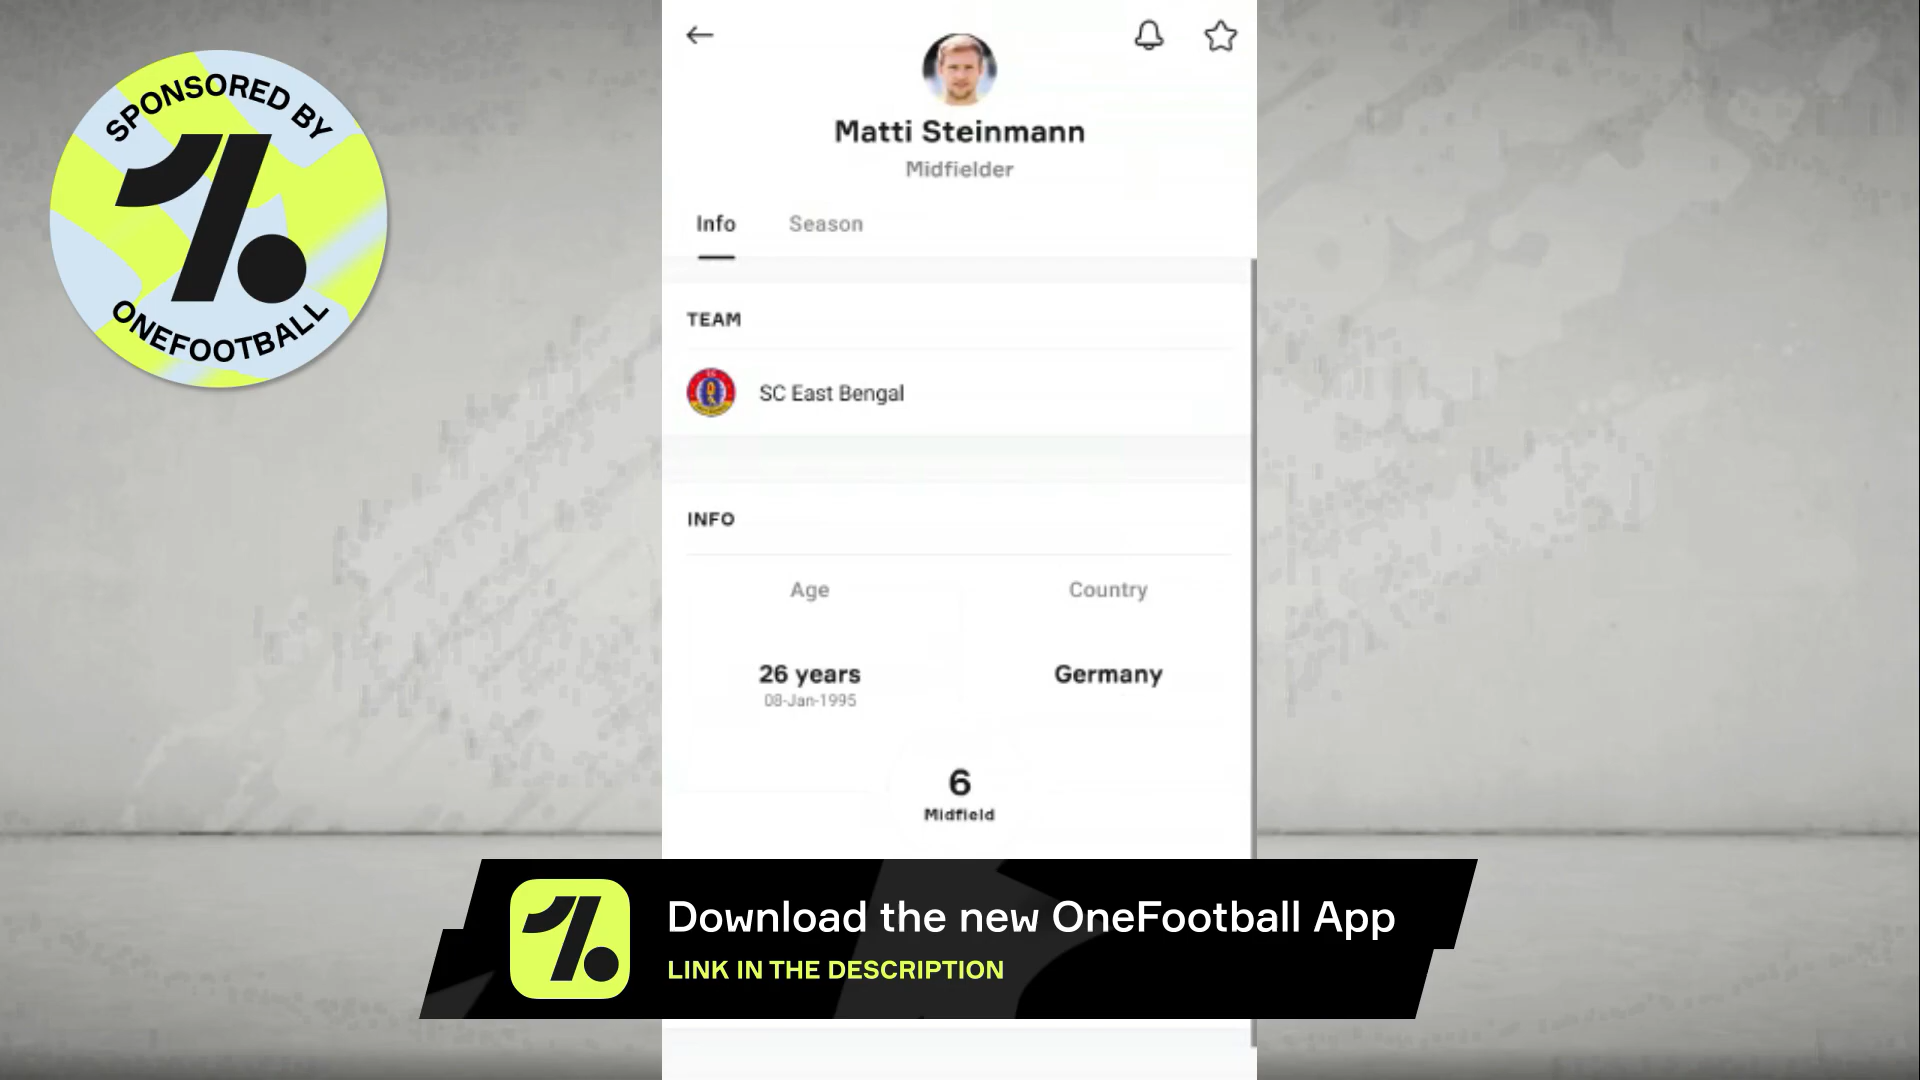 SPONSORED BY
ONEFOOTBALL
Matti Steinmann
Midfielder
Info
Season
TEAM
SC East Bengal
INFO
Age
Country
26 years
Germany
08-Jan-1995
6
Midfield
Download the new OneFootball App
LINK IN THE DESCRIPTION